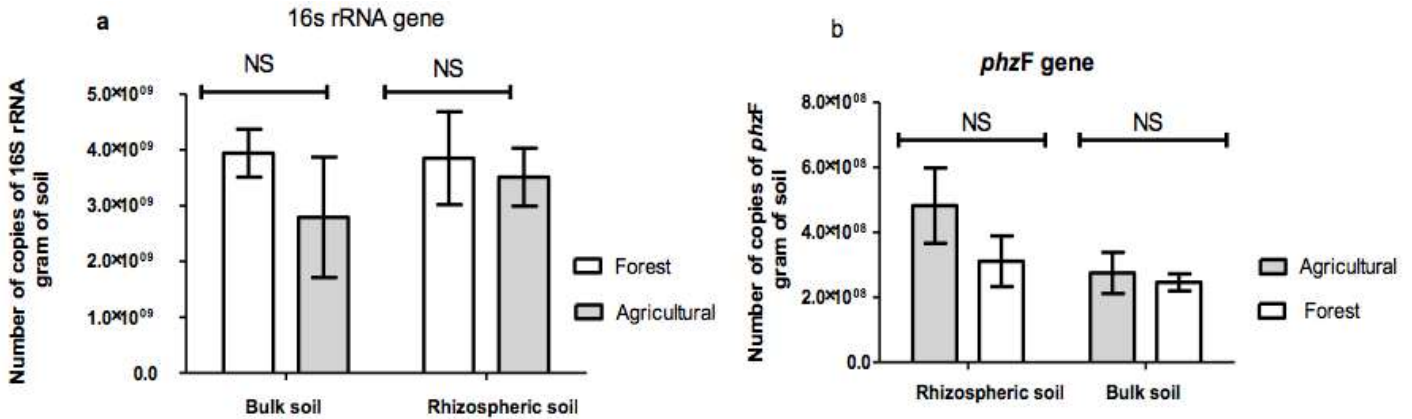 a
16s rRNA gene
NS
NS
Number of copies of 16S rRNA
gram of soil
5.0×10⁰⁹
4.0×10⁰⁹
3.0×10⁰⁹
2.0×10⁰⁹
1.0×10⁰⁹
0.0
Bulk soil
Rhizospheric soil
Forest
Agricultural
b
phzF gene
NS
NS
Number of copies of phzF
gram of soil
8.0×10⁰⁸
6.0×10⁰⁸
4.0×10⁰⁸
2.0×10⁰⁸
0.0
Rhizospheric soil
Bulk soil
Agricultural
Forest